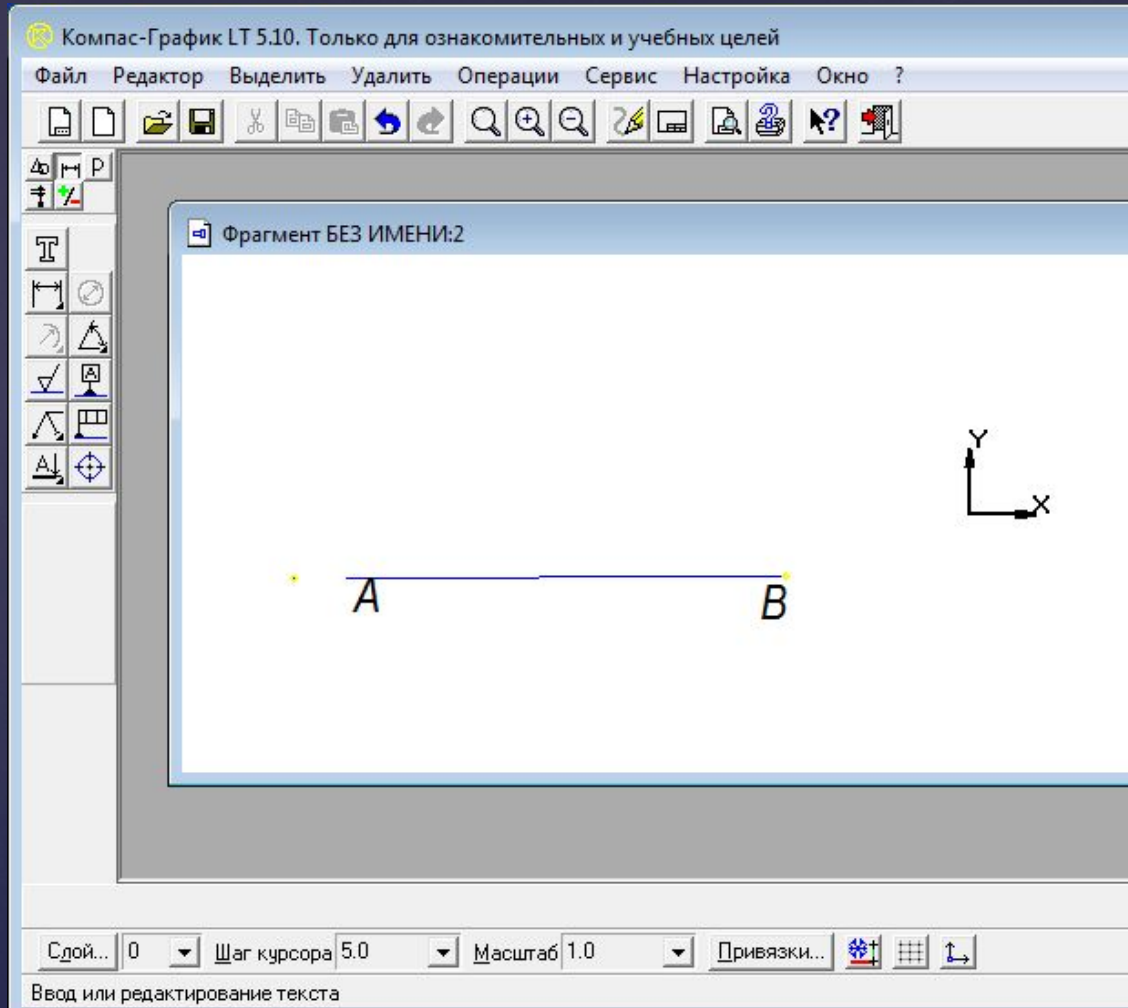 Компас-График LT 5.10. Только для ознакомительных и учебных целей
Файл Редактор Выделить Удалить Операции Сервис Настройка Окно ?
P
Фрагмент БЕЗ ИМЕНИ:2
T
A
A
Y
X
A B
Слой... 0 Шаг курсора 5.0 Масштаб 1.0 Привязки...
Ввод или редактирование текста